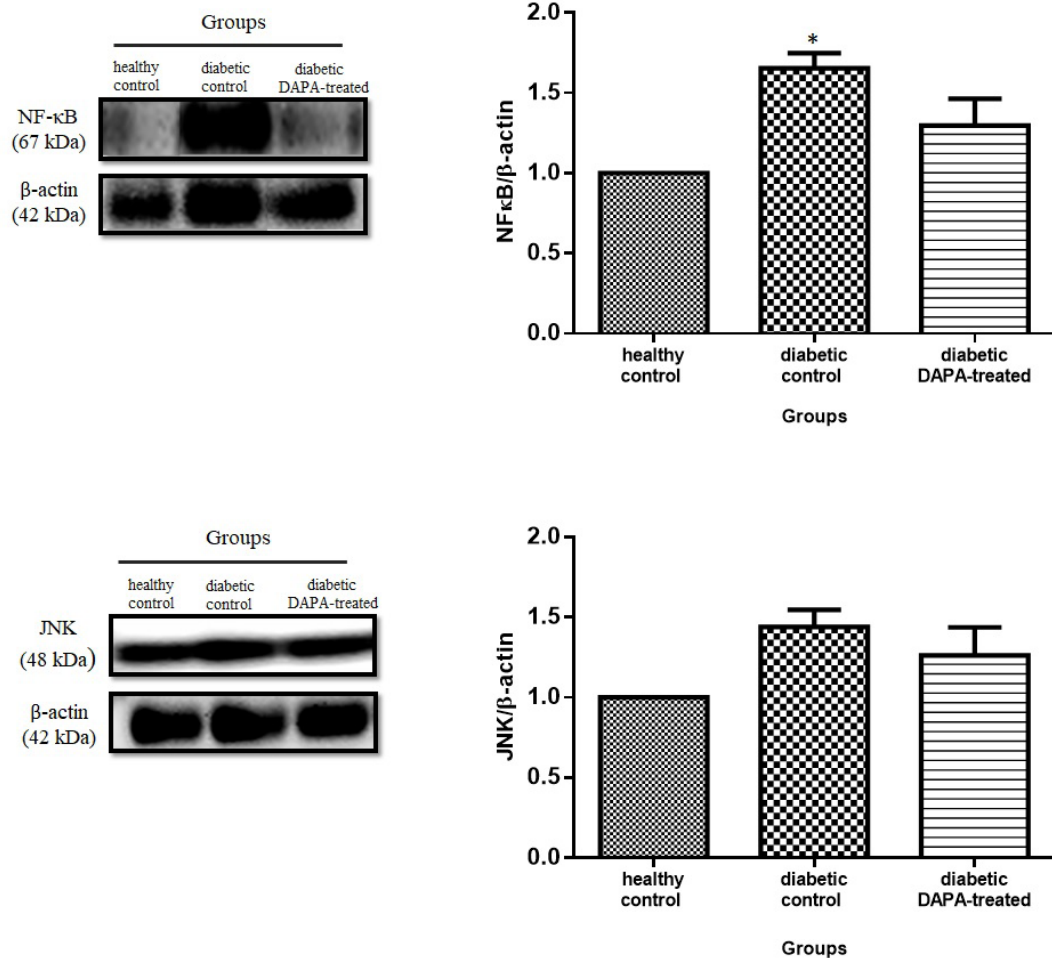 Groups
healthy
control
diabetic
control
diabetic
DAPA-treated
NF-κB
(67 kDa)
β-actin
(42 kDa)
NFκB/β-actin
2.0
1.5
1.0
0.5
0.0
*
healthy
control
diabetic
control
diabetic
DAPA-treated
Groups
Groups
healthy
control
diabetic
control
diabetic
DAPA-treated
JNK
(48 kDa)
β-actin
(42 kDa)
JNK/β-actin
2.0
1.5
1.0
0.5
0.0
healthy
control
diabetic
control
diabetic
DAPA-treated
Groups